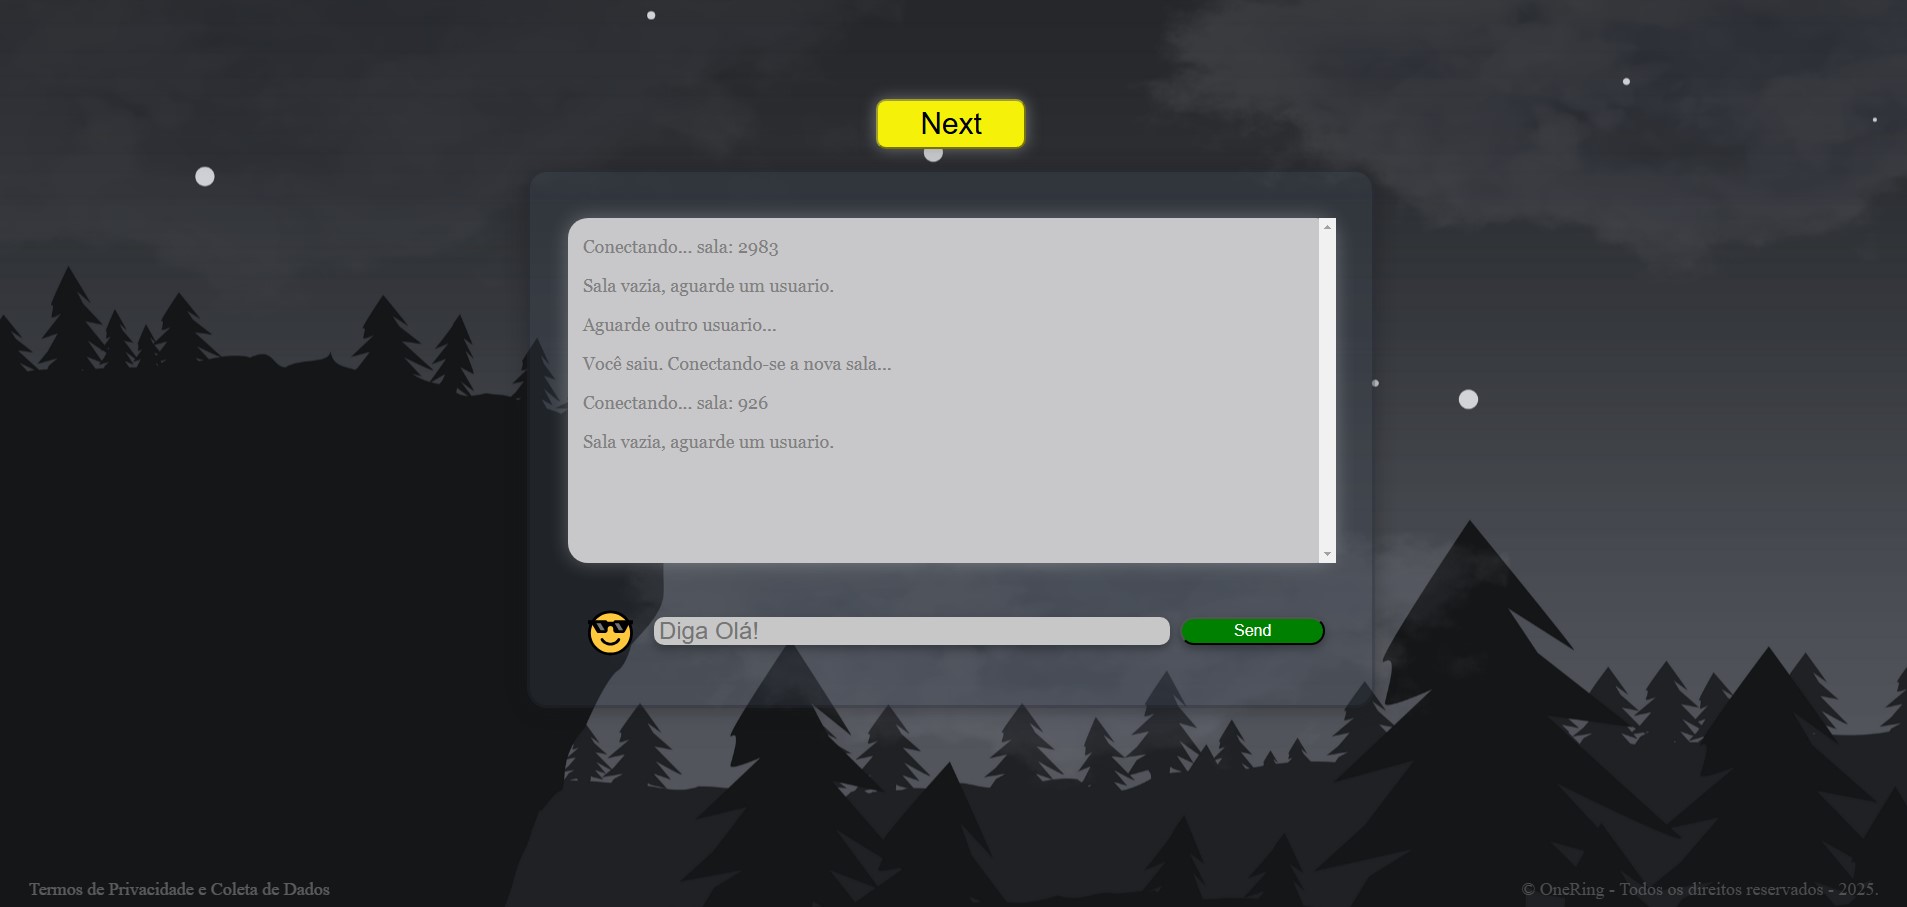 Next
Conectando... sala: 2983
Sala vazia, aguarde um usuario.
Aguarde outro usuario...
Você saiu. Conectando-se a nova sala...
Conectando... sala: 926
Sala vazia, aguarde um usuario.
Diga Olá!
Send
Termos de Privacidade e Coleta de Dados
© OneRing - Todos os direitos reservados - 2025.